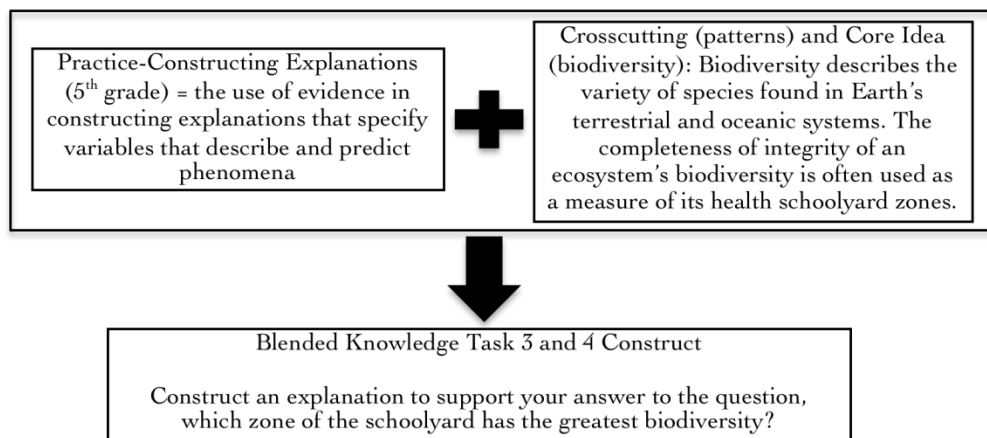 Practice-Constructing Explanations
(5th grade) = the use of evidence in
constructing explanations that specify
variables that describe and predict
phenomena
Crosscutting (patterns) and Core Idea
(biodiversity): Biodiversity describes the
variety of species found in Earth's
terrestrial and oceanic systems. The
completeness of integrity of an
ecosystem's biodiversity is often used as
a measure of its health schoolyard zones.
Blended Knowledge Task 3 and 4 Construct
Construct an explanation to support your answer to the question,
which zone of the schoolyard has the greatest biodiversity?